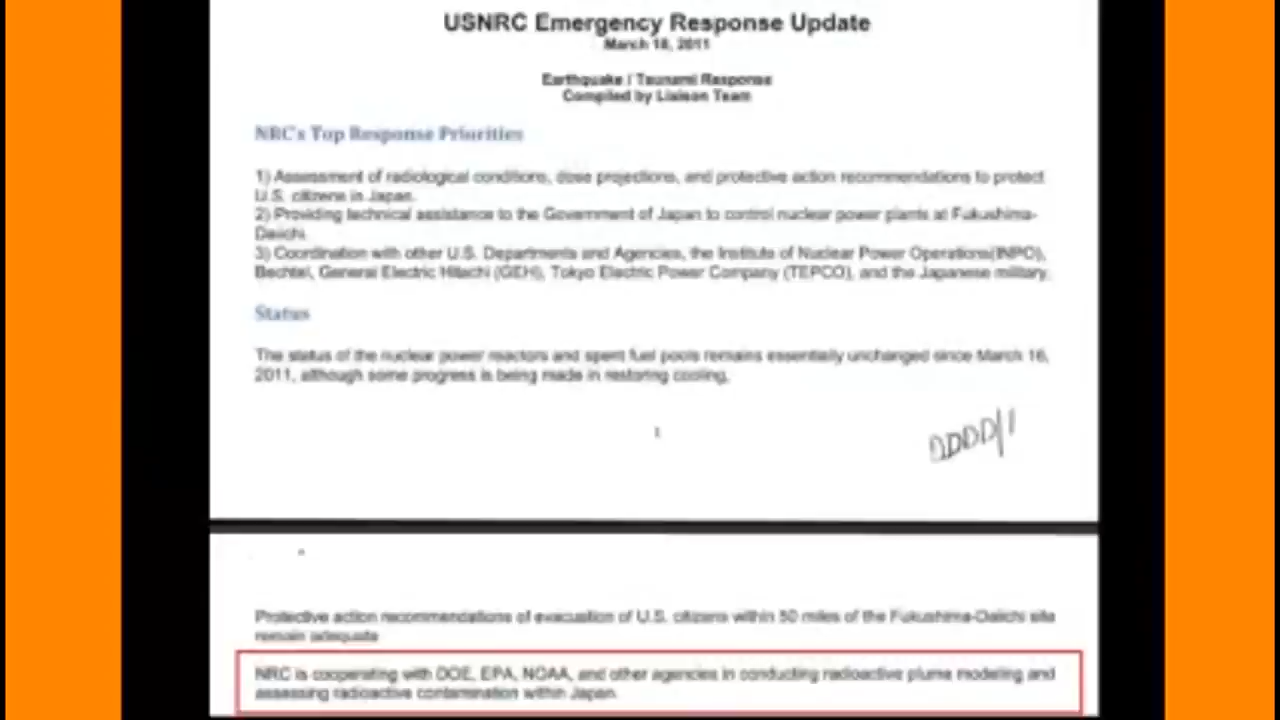 USNRC Emergency Response Update
March 18, 2011
Earthquake / Tsunami Response
Compiled by Liaison Team
NRC's Top Response Priorities
1) Assessment of radiological conditions, dose projections, and protective action recommendations to protect
U.S. citizens in Japan.
2) Providing technical assistance to the Government of Japan to control nuclear power plants at Fukushima-
Daiichi.
3) Coordination with other U.S. Departments and Agencies, the Institute of Nuclear Power Operations(INPO),
Bechtel, General Electric Hitachi (GEH), Tokyo Electric Power Company (TEPCO), and the Japanese military.
Status
The status of the nuclear power reactors and spent fuel pools remains essentially unchanged since March 16,
2011, although some progress is being made in restoring cooling.
1
DDDD/1
Protective action recommendations of evacuation of U.S. citizens within 50 miles of the Fukushima-Daiichi site
remain adequate
NRC is cooperating with DOE, EPA, NOAA, and other agencies in conducting radioactive plume modeling and
assessing radioactive contamination within Japan.